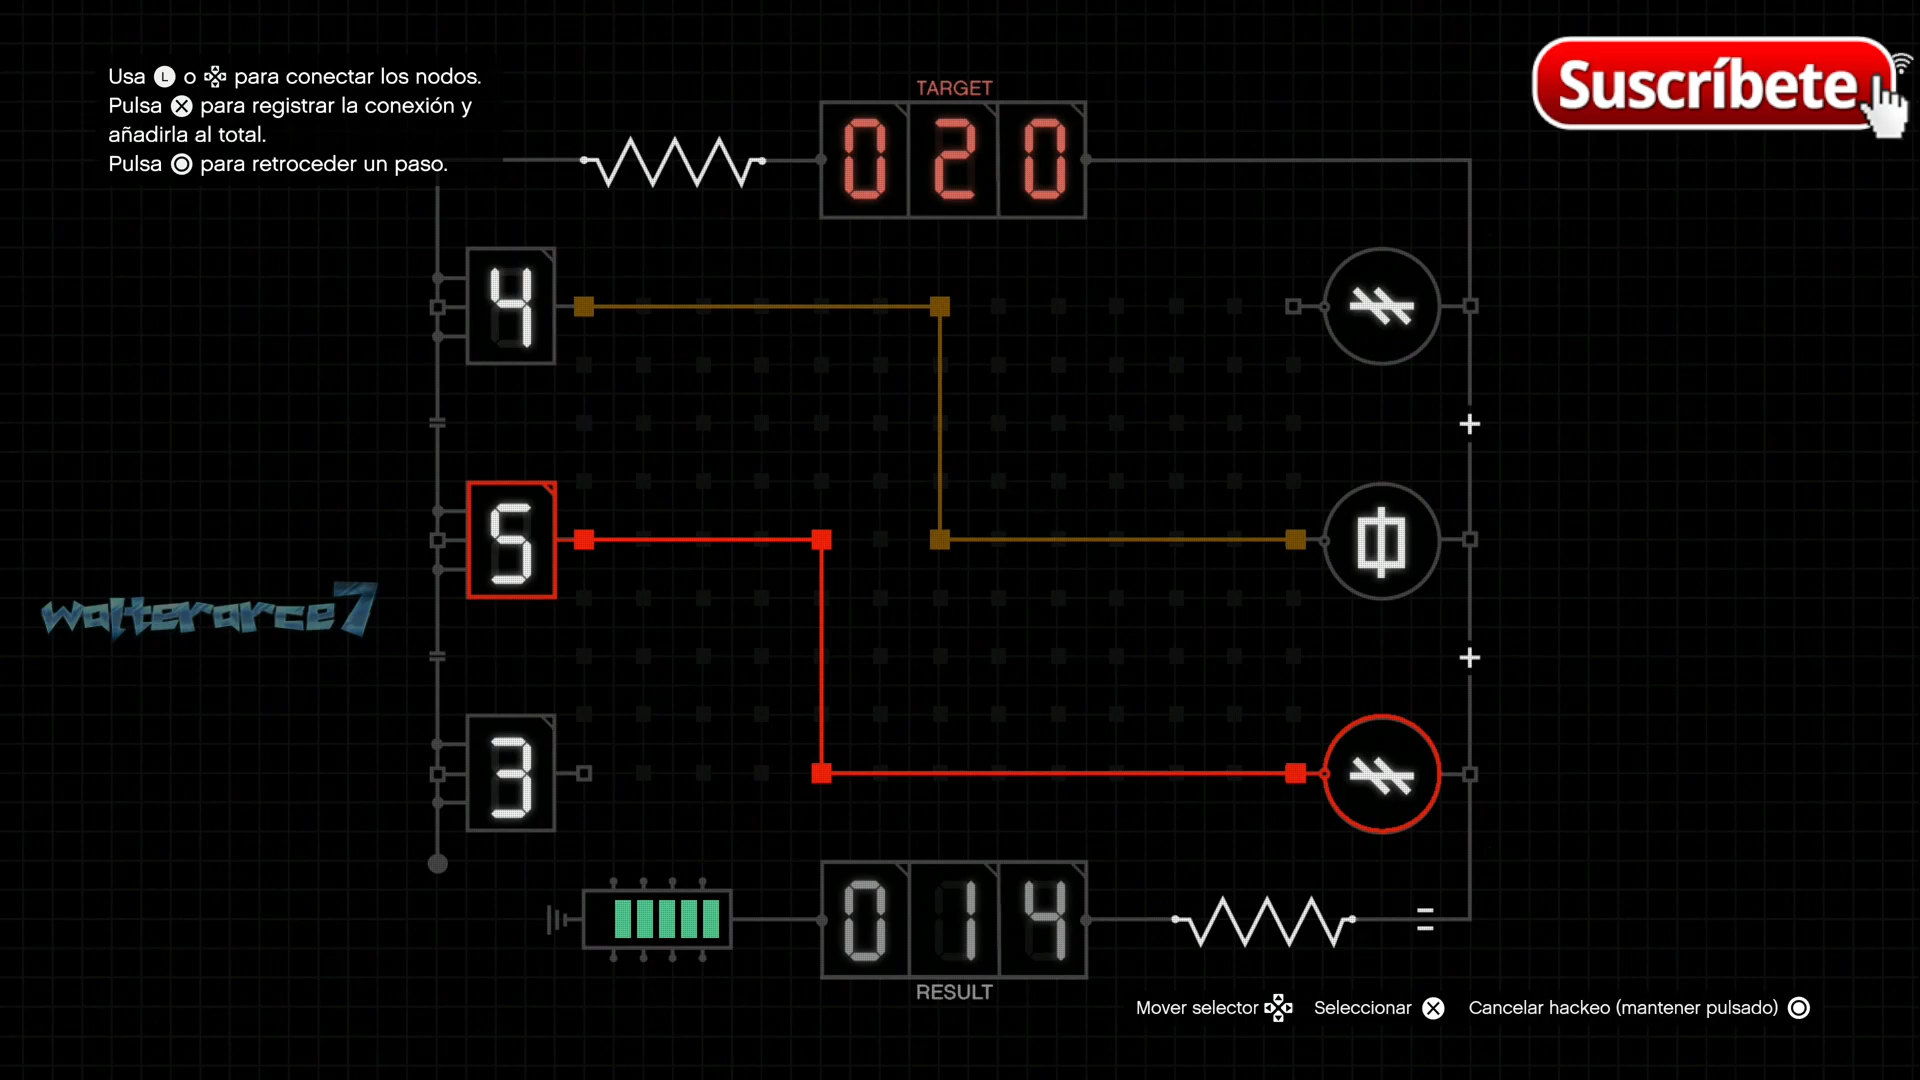 Usa L o para conectar los nodos.
Pulsa X para registrar la conexión y
añadirla al total.
Pulsa para retroceder un paso.
TARGET
020
Suscríbete
4
5
3
walterarce7
+
+
=
014
RESULT
Mover selector Seleccionar X Cancelar hackeo (mantener pulsado)